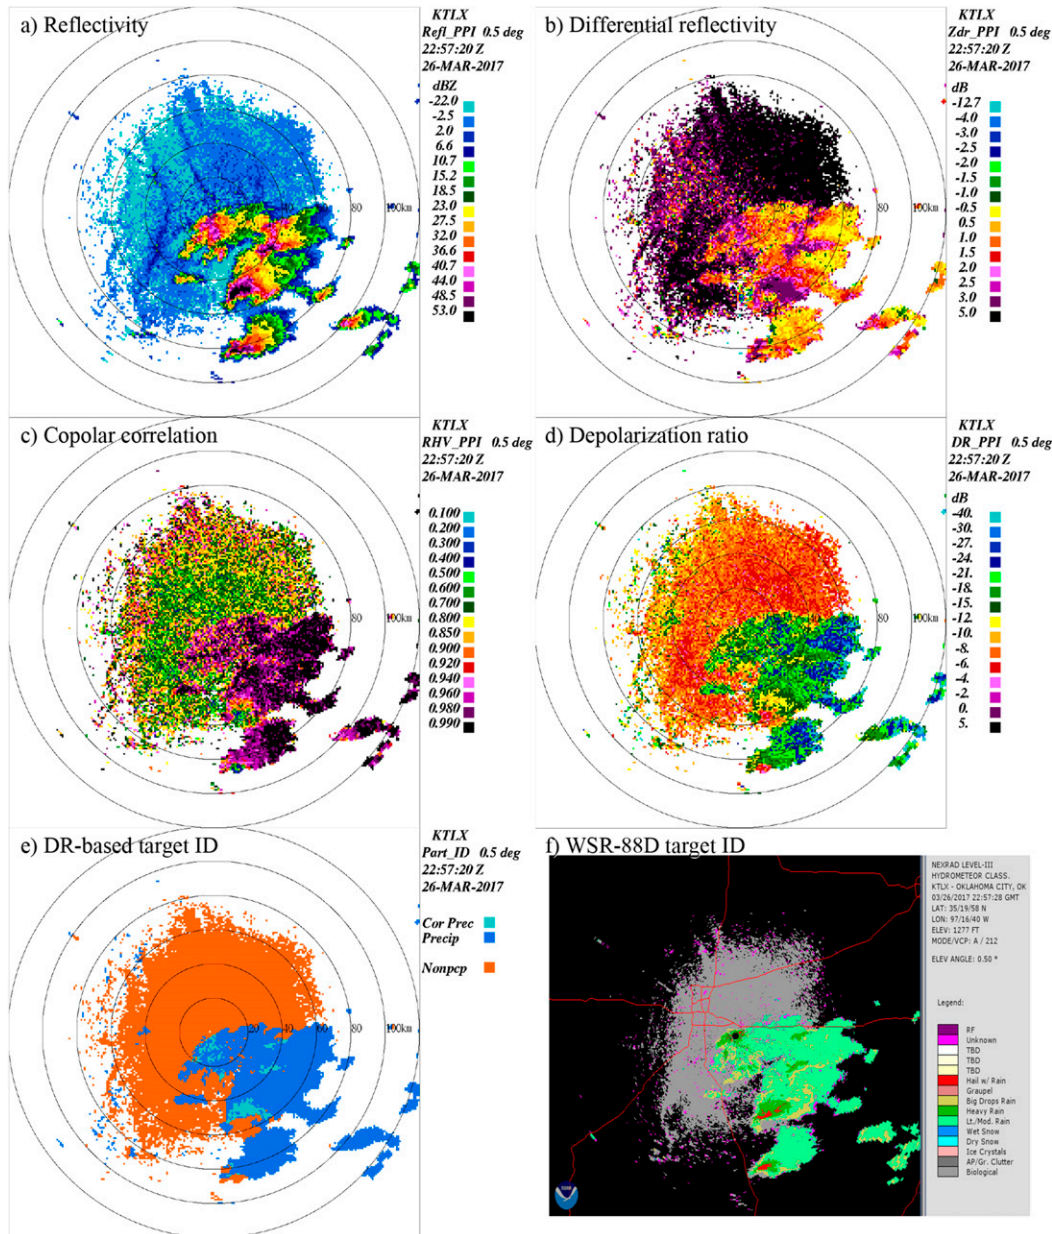 a) Reflectivity
KTLX
Refl_PPI 0.5 deg
22:57:20 Z
26-MAR-2017
dBZ
-22.0
-2.5
2.0
6.6
10.7
15.2
18.5
23.0
27.5
32.0
36.6
40.7
44.0
48.5
53.0
40
80
100km
b) Differential reflectivity
KTLX
Zdr_PPI 0.5 deg
22:57:20 Z
26-MAR-2017
dB
-12.7
-4.0
-3.0
-2.5
-2.0
-1.5
-1.0
-0.5
0.5
1.0
1.5
2.0
2.5
3.0
5.0
80
100km
c) Copolar correlation
KTLX
RHV_PPI 0.5 deg
22:57:20 Z
26-MAR-2017
0.100
0.200
0.300
0.400
0.500
0.600
0.700
0.800
0.850
0.900
0.920
0.940
0.960
0.980
0.990
80
100km
d) Depolarization ratio
KTLX
DR_PPI 0.5 deg
22:57:20 Z
26-MAR-2017
dB
-40.
-30.
-27.
-24.
-21.
-18.
-15.
-12.
-10.
-8.
-6.
-4.
-2.
0.
5.
80
100km
e) DR-based target ID
KTLX
Part_ID 0.5 deg
22:57:20 Z
26-MAR-2017
Cor Prec
Precip
Nonpcp
20
40
60
80
100km
f) WSR-88D target ID
NEXRAD LEVEL-III
HYDROMETEOR CLASS.
KTLX - OKLAHOMA CITY, OK
03/26/2017 22:57:28 GMT
LAT: 35/19/58 N
LON: 97/16/40 W
ELEV: 1277 FT
MODE/VCP: A / 212
ELEV ANGLE: 0.50 °
Legend:
RF
Unknown
TBD
TBD
TBD
Hail w/ Rain
Graupel
Big Drops Rain
Heavy Rain
Lt./Mod. Rain
Wet Snow
Dry Snow
Ice Crystals
AP/Gr. Clutter
Biological